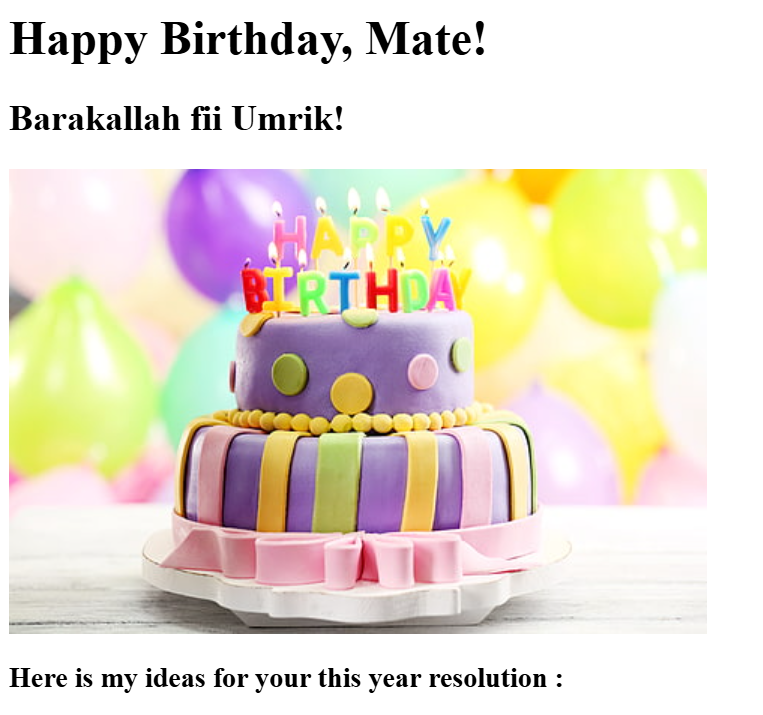 Happy Birthday, Mate!
Barakallah fii Umrik!
HAPPY
BIRTHDAY
Here is my ideas for your this year resolution :